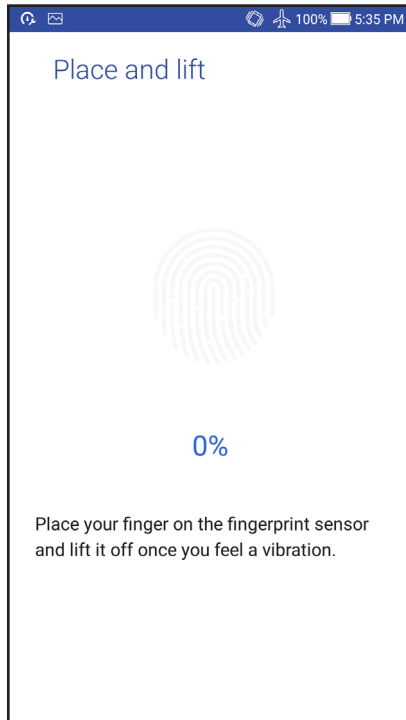 100% 5:35 PM
Place and lift
0%
Place your finger on the fingerprint sensor
and lift it off once you feel a vibration.